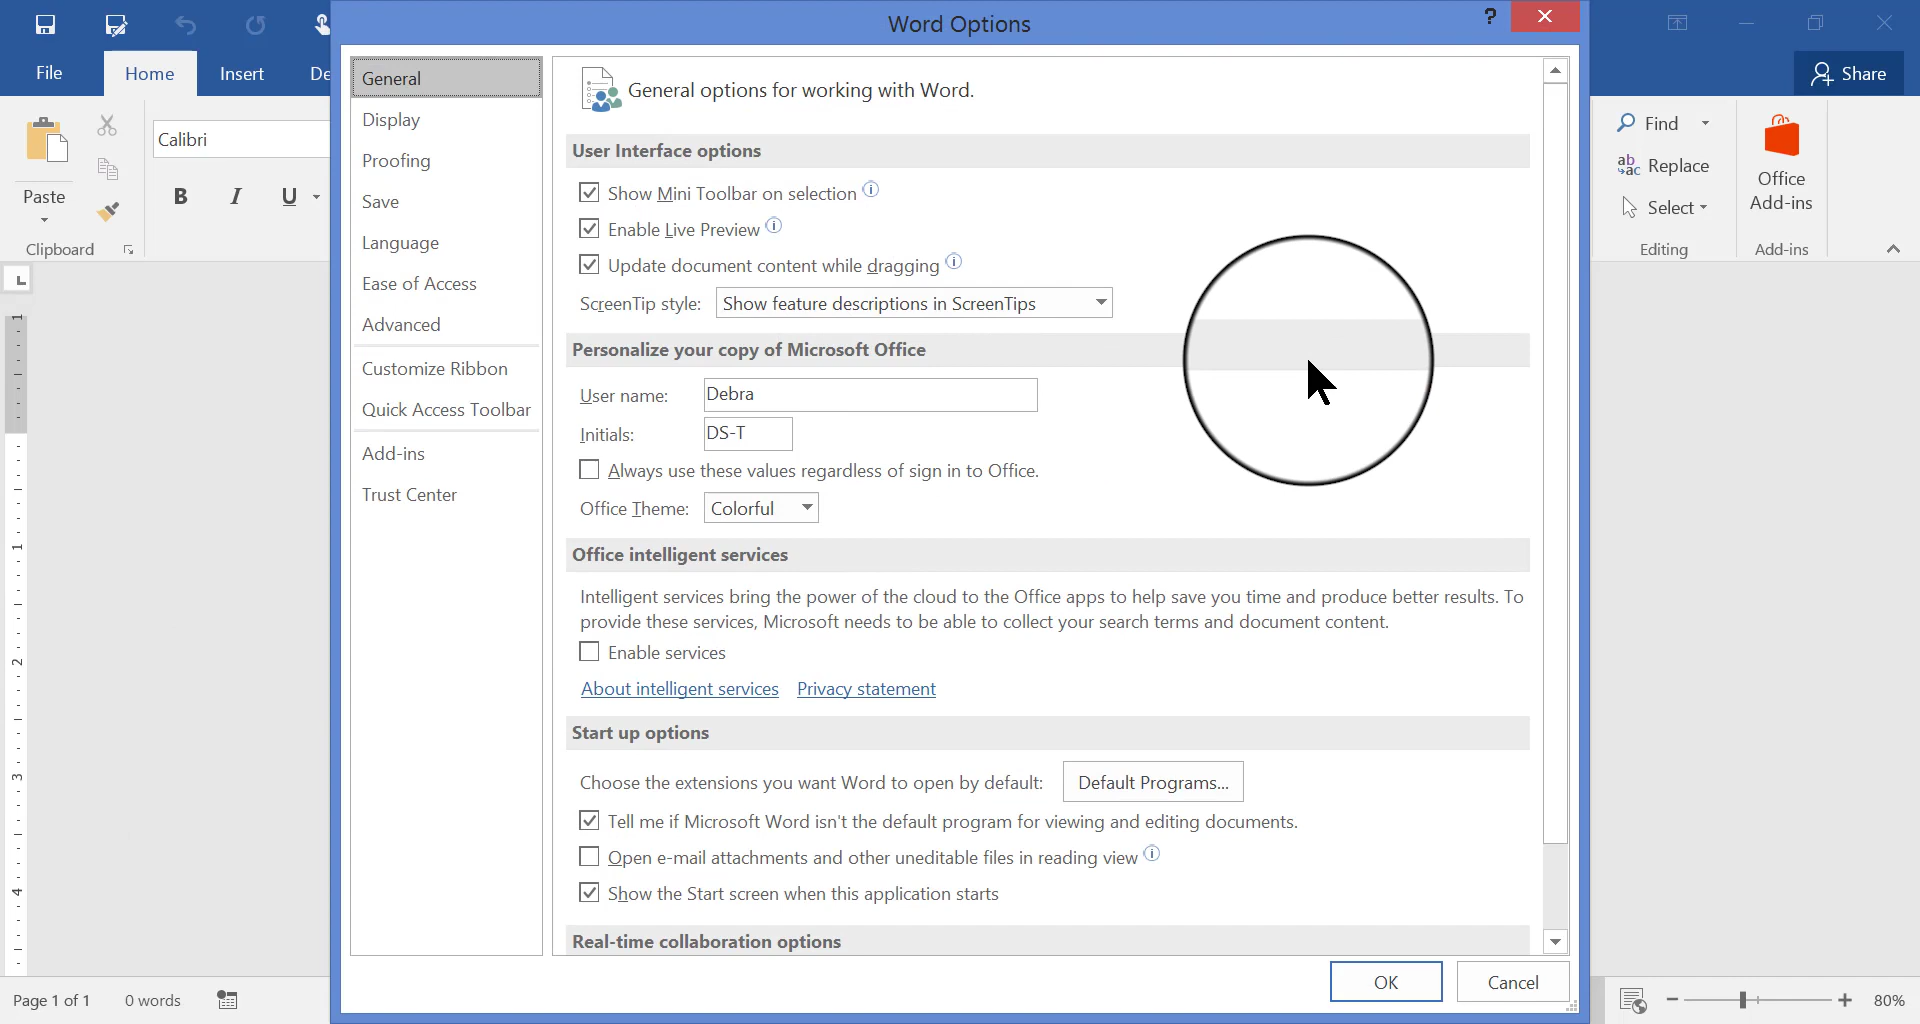 Word Options
?
File
Home
Insert
De
Share
Calibri
Paste
B I U
Clipboard
Find
ab
ac Replace
Select
Editing
Office
Add-ins
Add-ins
General
Display
Proofing
Save
Language
Ease of Access
Advanced
Customize Ribbon
Quick Access Toolbar
Add-ins
Trust Center
General options for working with Word.
User Interface options
Show Mini Toolbar on selection
Enable Live Preview
Update document content while dragging
ScreenTip style: Show feature descriptions in ScreenTips
Personalize your copy of Microsoft Office
User name: Debra
Initials: DS-T
Always use these values regardless of sign in to Office.
Office Theme: Colorful
Office intelligent services
Intelligent services bring the power of the cloud to the Office apps to help save you time and produce better results. To
provide these services, Microsoft needs to be able to collect your search terms and document content.
Enable services
About intelligent services Privacy statement
Start up options
Choose the extensions you want Word to open by default: Default Programs...
Tell me if Microsoft Word isn't the default program for viewing and editing documents.
Open e-mail attachments and other uneditable files in reading view
Show the Start screen when this application starts
Real-time collaboration options
OK Cancel
1
1
2
3
4
Page 1 of 1 0 words
80%